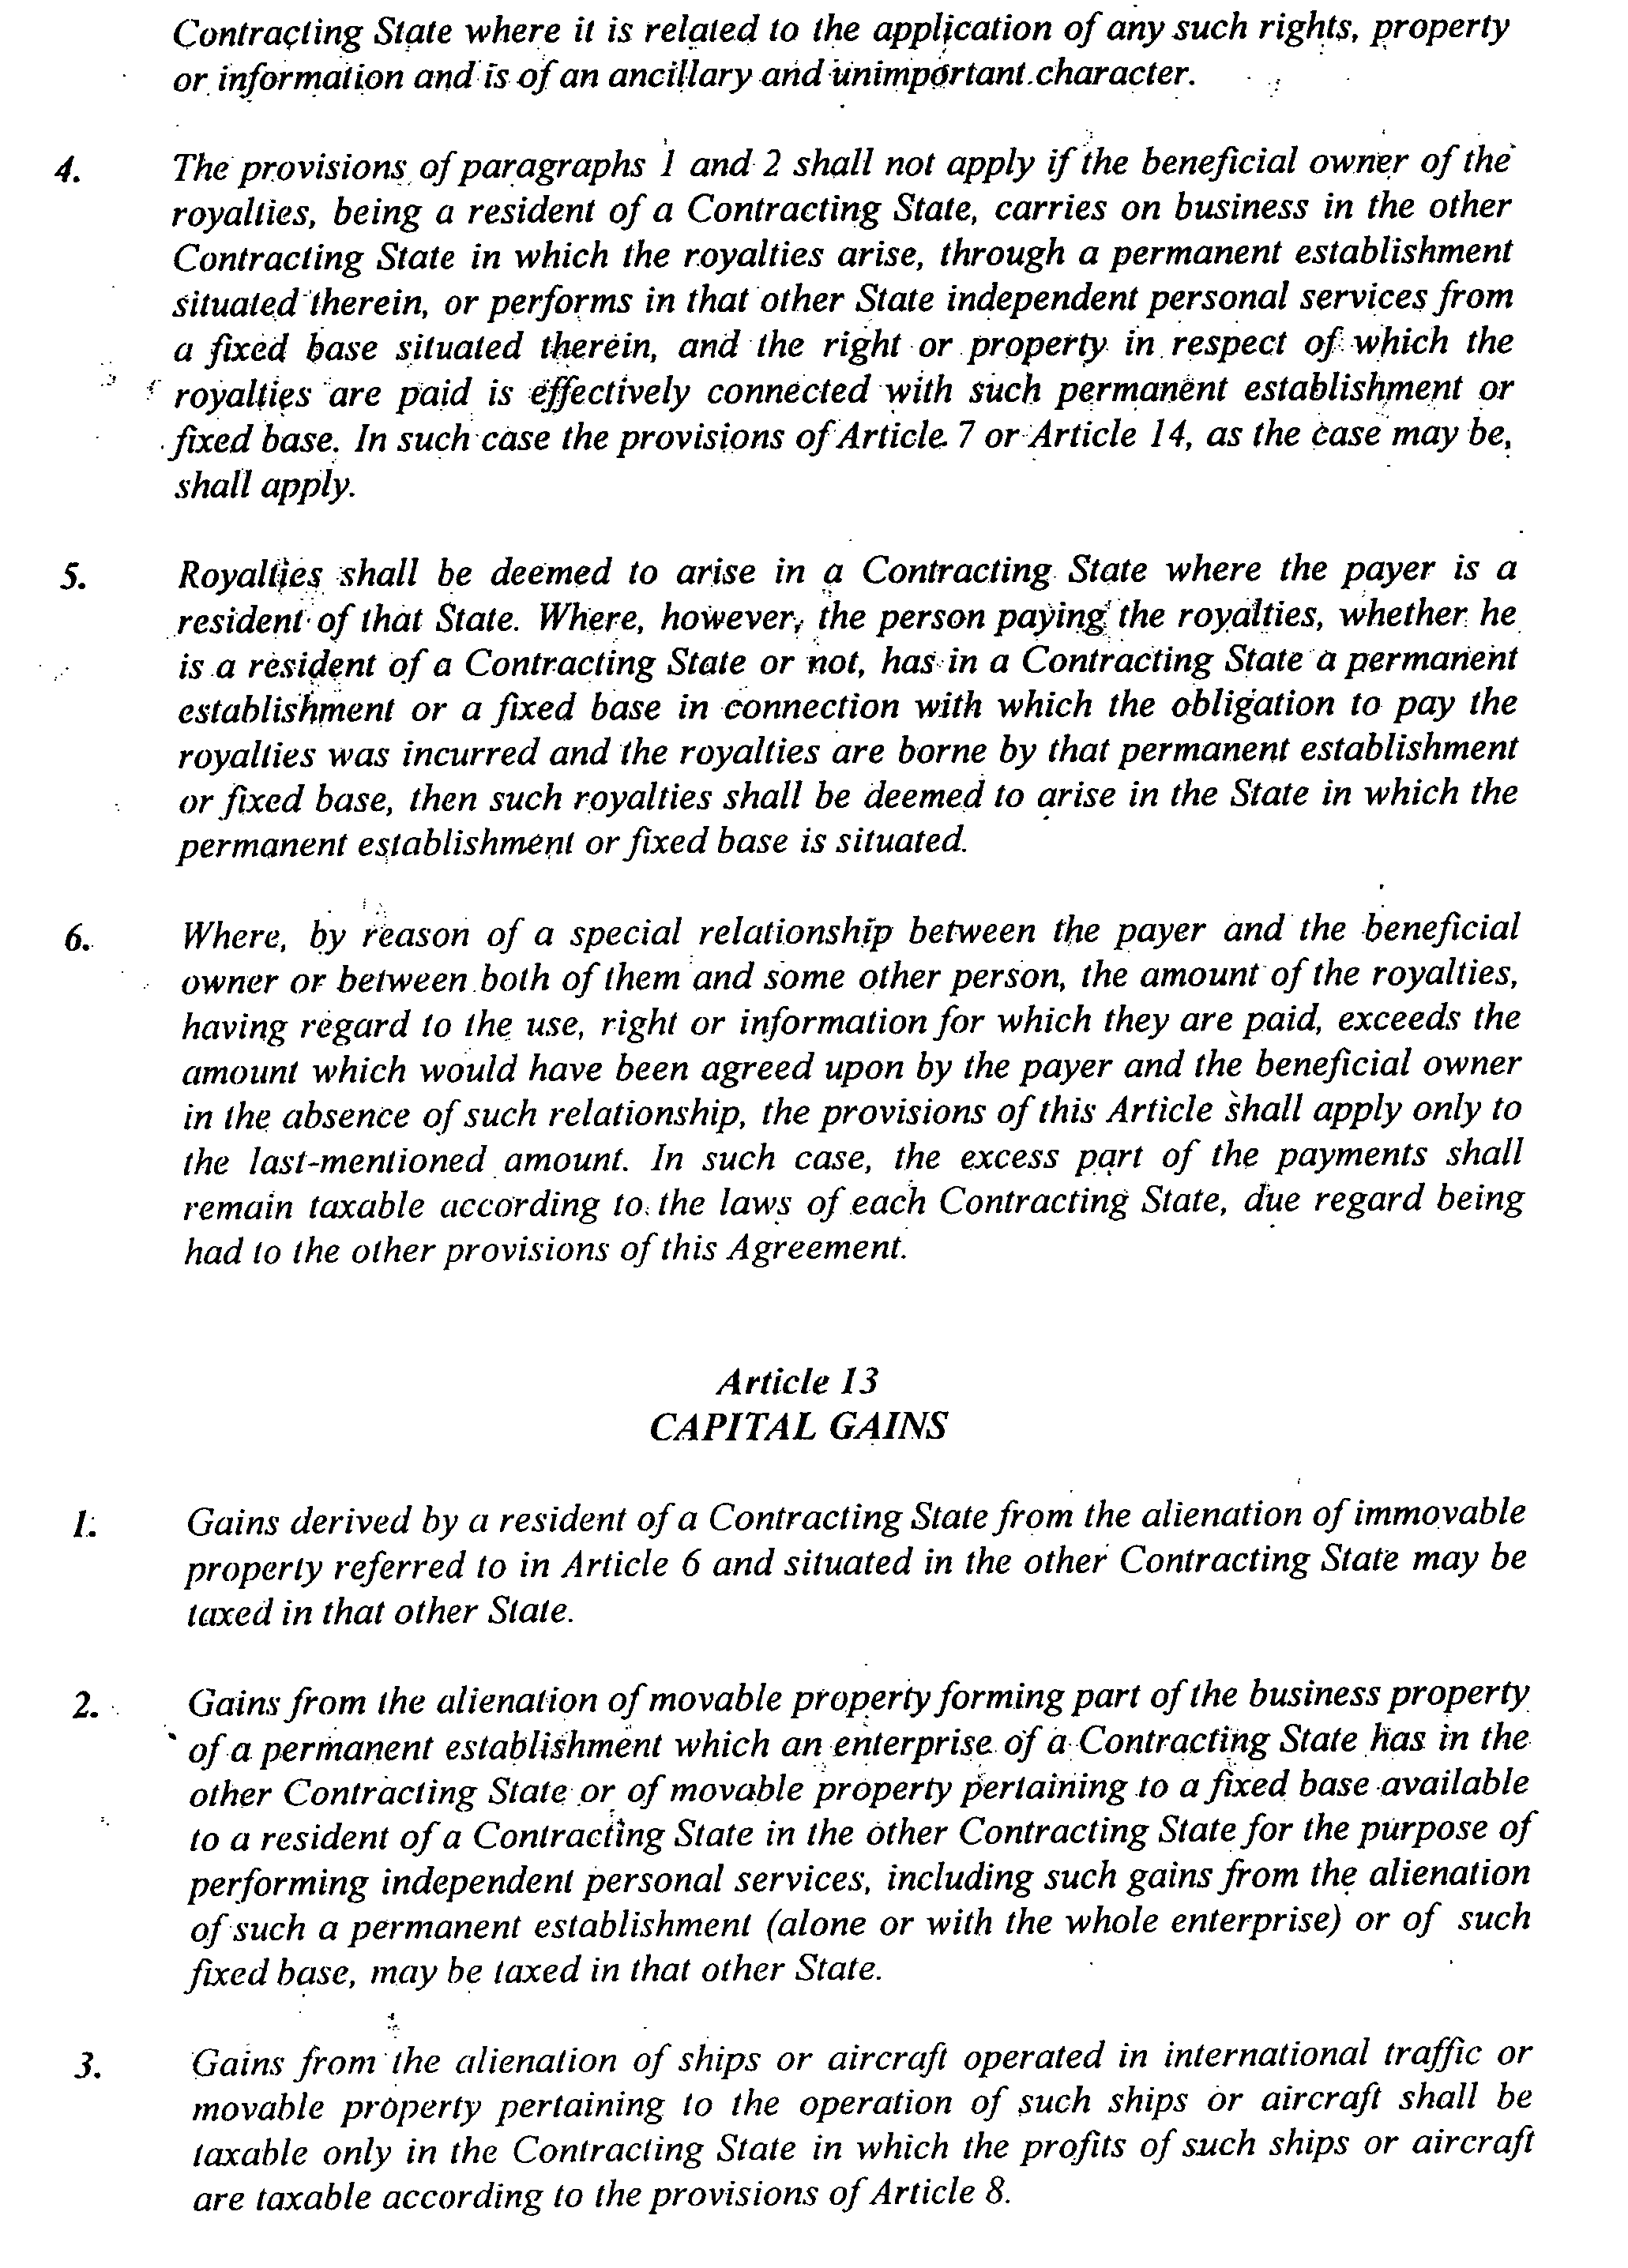 Contracting State where it is related to the application of any such rights, property
or information and is of an ancillary and unimportant character.
4. The provisions of paragraphs 1 and 2 shall not apply if the beneficial owner of the
royalties, being a resident of a Contracting State, carries on business in the other
Contracting State in which the royalties arise, through a permanent establishment
situated therein, or performs in that other State independent personal services from
a fixed base situated therein, and the right or property in respect of which the
royalties are paid is effectively connected with such permanent establishment or
fixed base. In such case the provisions of Article 7 or Article 14, as the case may be,
shall apply.
5. Royalties shall be deemed to arise in a Contracting State where the payer is a
resident of that State. Where, however, the person paying the royalties, whether he
is a resident of a Contracting State or not, has in a Contracting State a permanent
establishment or a fixed base in connection with which the obligation to pay the
royalties was incurred and the royalties are borne by that permanent establishment
or fixed base, then such royalties shall be deemed to arise in the State in which the
permanent establishment or fixed base is situated.
6. Where, by reason of a special relationship between the payer and the beneficial
owner or between both of them and some other person, the amount of the royalties,
having regard to the use, right or information for which they are paid, exceeds the
amount which would have been agreed upon by the payer and the beneficial owner
in the absence of such relationship, the provisions of this Article shall apply only to
the last-mentioned amount. In such case, the excess part of the payments shall
remain taxable according to the laws of each Contracting State, due regard being
had to the other provisions of this Agreement.
Article 13
CAPITAL GAINS
1. Gains derived by a resident of a Contracting State from the alienation of immovable
property referred to in Article 6 and situated in the other Contracting State may be
taxed in that other State.
2. Gains from the alienation of movable property forming part of the business property
of a permanent establishment which an enterprise of a Contracting State has in the
other Contracting State or of movable property pertaining to a fixed base available
to a resident of a Contracting State in the other Contracting State for the purpose of
performing independent personal services, including such gains from the alienation
of such a permanent establishment (alone or with the whole enterprise) or of such
fixed base, may be taxed in that other State.
3. Gains from the alienation of ships or aircraft operated in international traffic or
movable property pertaining to the operation of such ships or aircraft shall be
taxable only in the Contracting State in which the profits of such ships or aircraft
are taxable according to the provisions of Article 8.